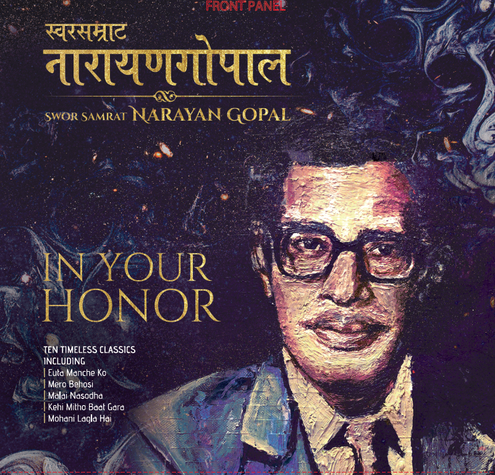 FRONT PANEL
स्वरसम्राट
नारायणगोपाल
SWOR SAMRAT NARAYAN GOPAL
IN YOUR
HONOR
TEN TIMELESS CLASSICS
INCLUDING
Euta Manche Ko
Mero Behosi
Malai Nasodha
Kehi Mitho Baat Gara
Mohani Lagla Hai